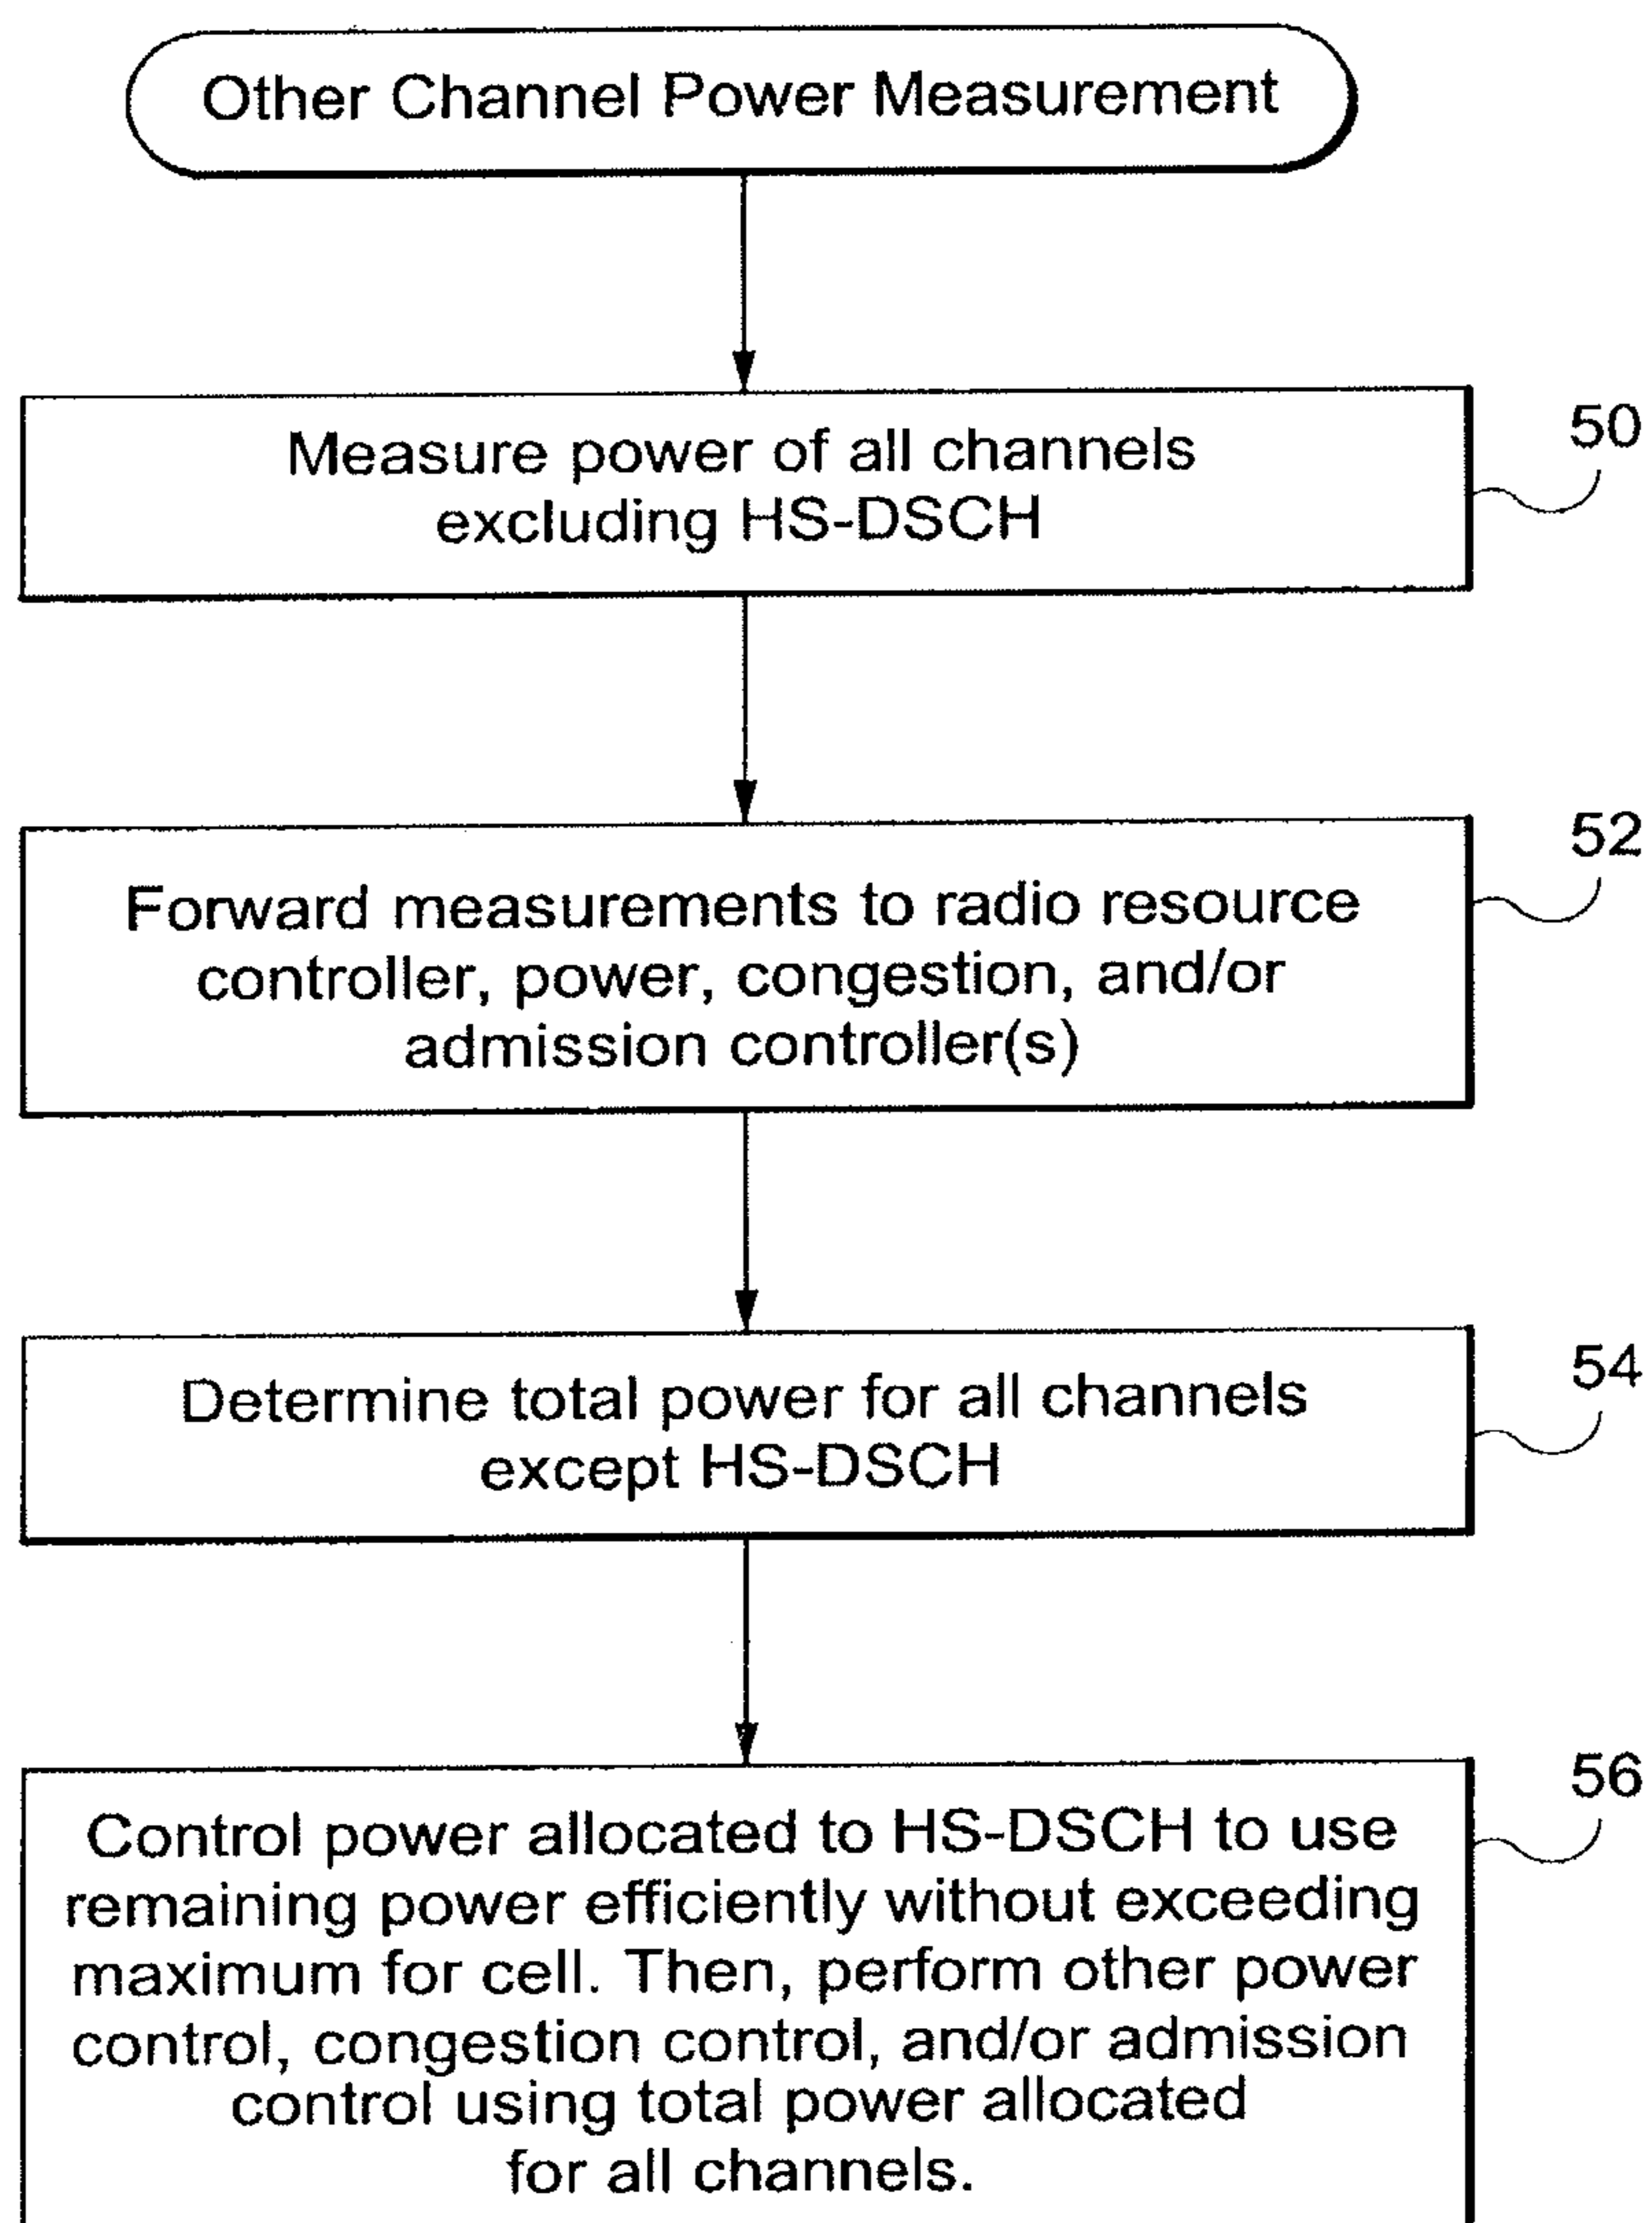 Other Channel Power Measurement
Measure power of all channels
excluding HS-DSCH
50
Forward measurements to radio resource
controller, power, congestion, and/or
admission controller(s)
52
Determine total power for all channels
except HS-DSCH
54
Control power allocated to HS-DSCH to use
remaining power efficiently without exceeding
maximum for cell. Then, perform other power
control, congestion control, and/or admission
control using total power allocated
for all channels.
56